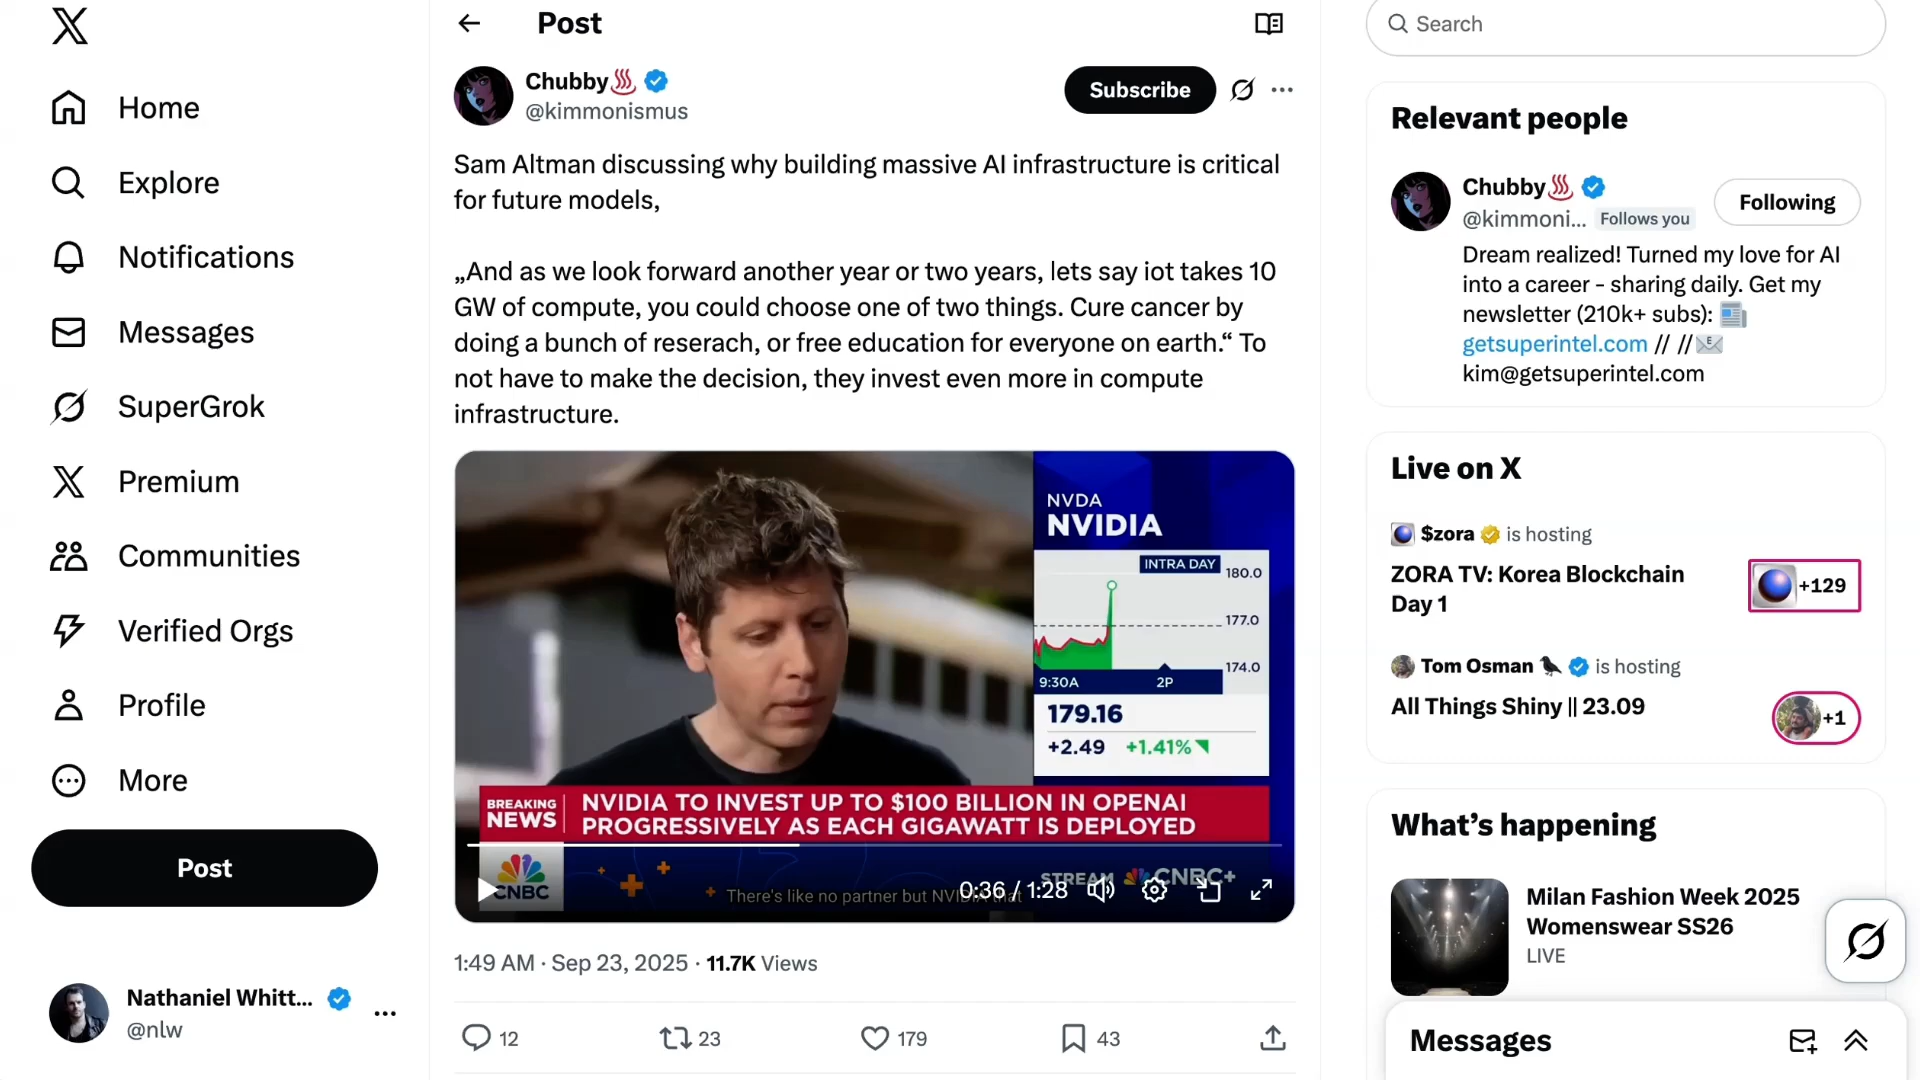 Home
Explore
Notifications
Messages
SuperGrok
Premium
Communities
Verified Orgs
Profile
More
Post
Nathaniel Whitt...
@nlw
Post
Chubby
@kimmonismus
Subscribe
Sam Altman discussing why building massive AI infrastructure is critical
for future models,
„And as we look forward another year or two years, lets say iot takes 10
GW of compute, you could choose one of two things. Cure cancer by
doing a bunch of reserach, or free education for everyone on earth.“ To
not have to make the decision, they invest even more in compute
infrastructure.
NVDA
NVIDIA
INTRA DAY
180.0
177.0
174.0
9:30A 2P
179.16
+2.49 +1.41%
BREAKING
NEWS
NVIDIA TO INVEST UP TO $100 BILLION IN OPENAI
PROGRESSIVELY AS EACH GIGAWATT IS DEPLOYED
CNBC
STREAM CNBC+
There's like no partner but NVIDIA that
0:36 / 1:28
1:49 AM · Sep 23, 2025 · 11.7K Views
12 23 179 43
Search
Relevant people
Chubby
@kimmoni... Follows you
Following
Dream realized! Turned my love for AI
into a career - sharing daily. Get my
newsletter (210k+ subs):
getsuperintel.com // //
kim@getsuperintel.com
Live on X
$zora is hosting
ZORA TV: Korea Blockchain
Day 1
+129
Tom Osman is hosting
All Things Shiny || 23.09
+1
What’s happening
Milan Fashion Week 2025
Womenswear SS26
LIVE
Messages